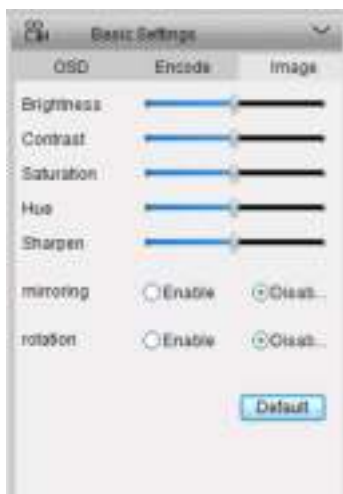 Basic Settings
OSD Encode Image
Brightness
Contrast
Saturation
Hue
Sharpen
mirroring Enable Disab...
rotation Enable Disab...
Default